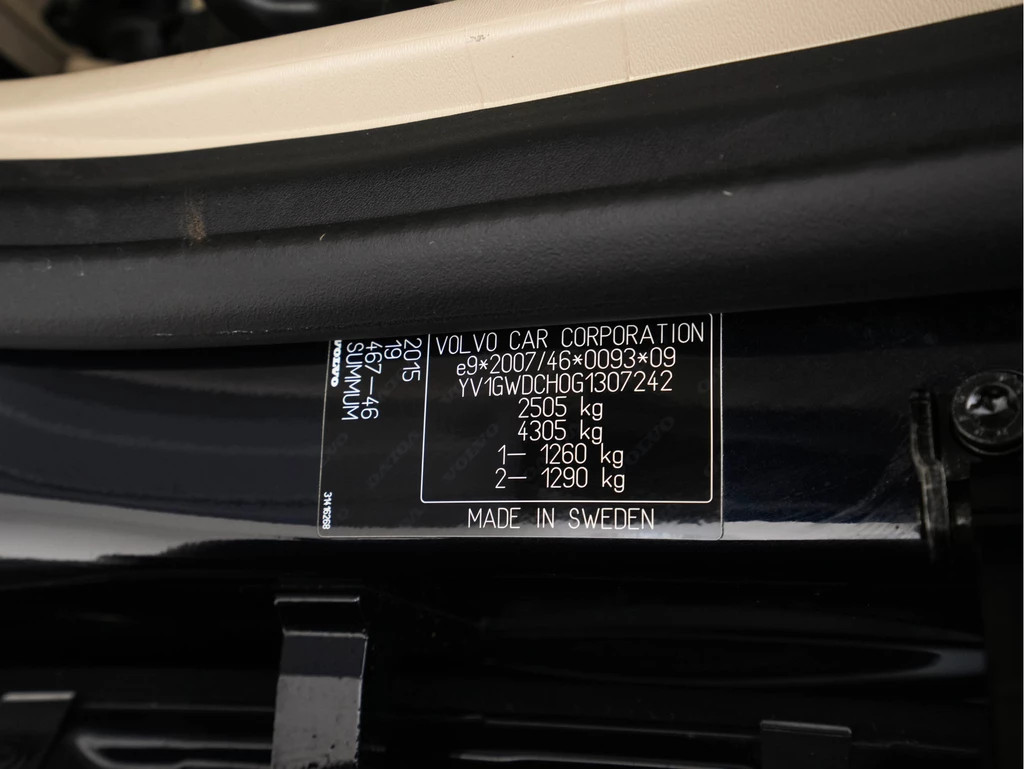 VOLVO CAR CORPORATION
e9*2007/46*0093*09
YV1GWDCH0G1307242
2505 kg
4305 kg
1– 1260 kg
2– 1290 kg
MADE IN SWEDEN
2015
19
467–46
SUMMUM
VOLVO
31416268